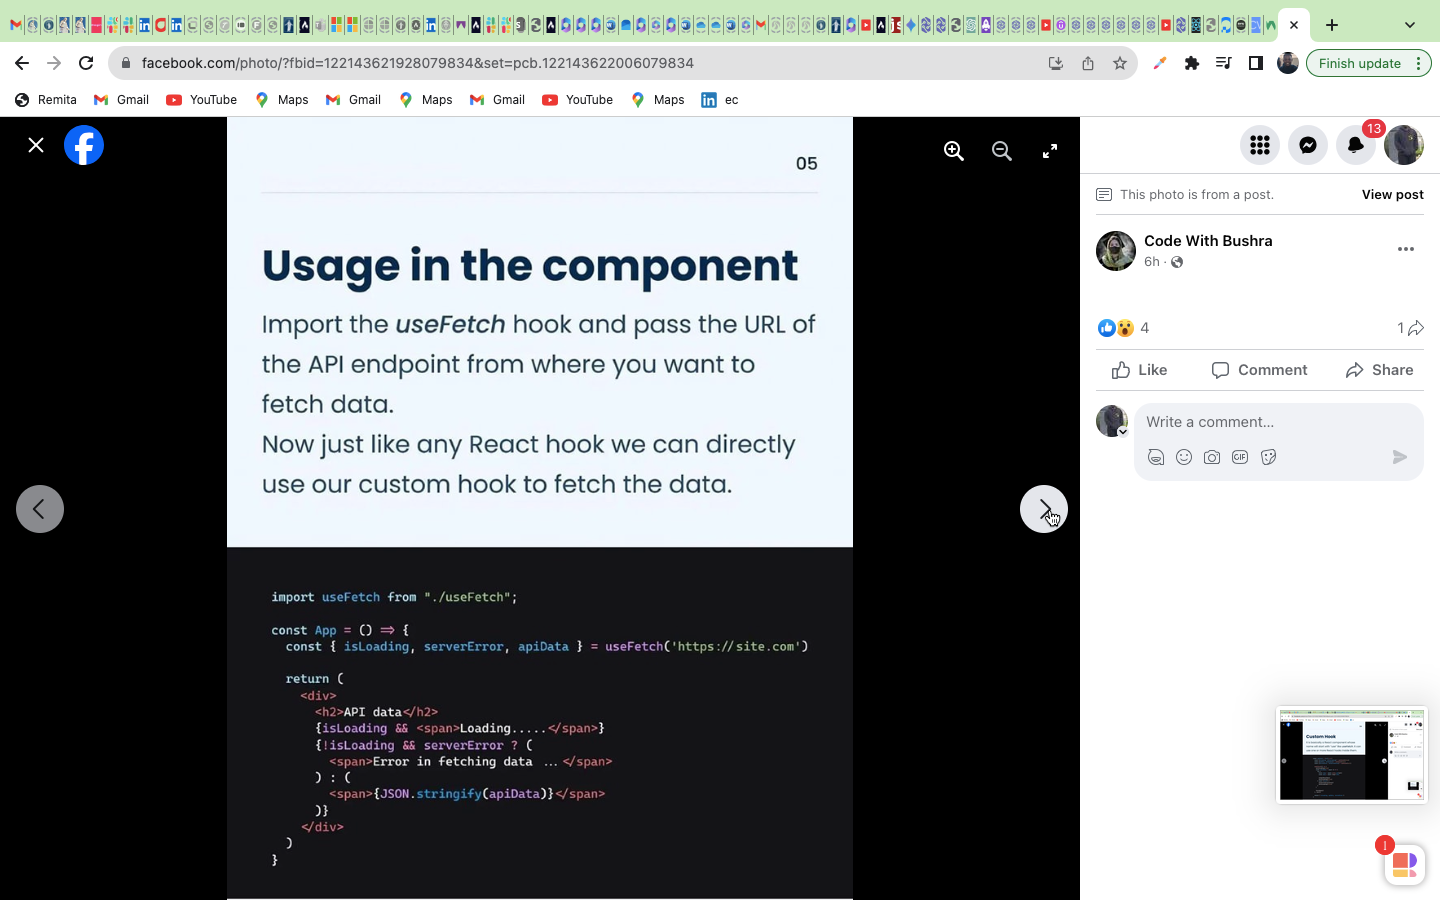 facebook.com/photo/?fbid=122143621928079834&set=pcb.122143622006079834
Finish update
Remita
Gmail
YouTube
Maps
Gmail
Maps
Gmail
YouTube
Maps
ec
05
Usage in the component
Import the useFetch hook and pass the URL of
the API endpoint from where you want to
fetch data.
Now just like any React hook we can directly
use our custom hook to fetch the data.
import useFetch from "./useFetch";
const App = () => {
const { isLoading, serverError, apiData } = useFetch('https://site.com')
return (
<div>
<h2>API data</h2>
{isLoading && <span>Loading.....</span>}
{!isLoading && serverError ? (
<span>Error in fetching data ...</span>
) : (
<span>{JSON.stringify(apiData)}</span>
)}
</div>
)
}
13
This photo is from a post.
View post
Code With Bushra
6h ·
4
1
Like
Comment
Share
Write a comment...
GIF
Custom Hook
!